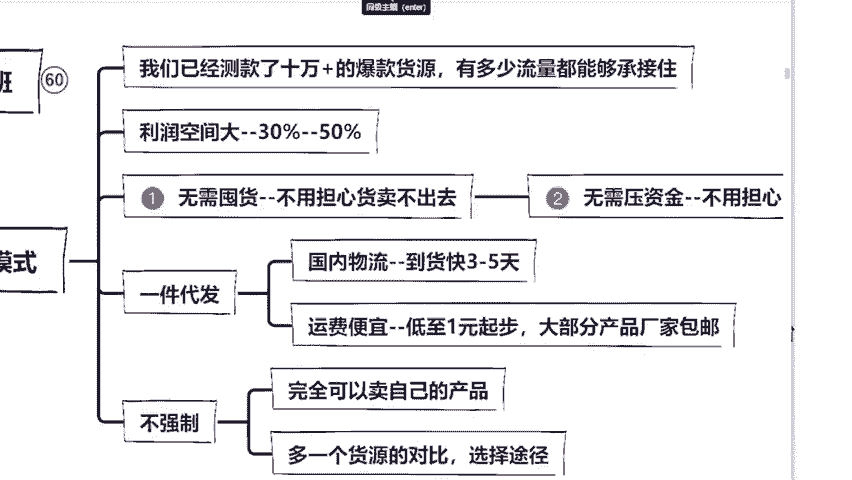 同级主题 (enter)
班
60
我们已经测款了十万+的爆款货源，有多少流量都能够承接住
利润空间大--30%--50%
1 无需囤货--不用担心货卖不出去
2 无需压资金--不用担心
模式
一件代发
国内物流--到货快3-5天
运费便宜--低至1元起步，大部分产品厂家包邮
不强制
完全可以卖自己的产品
多一个货源的对比，选择途径